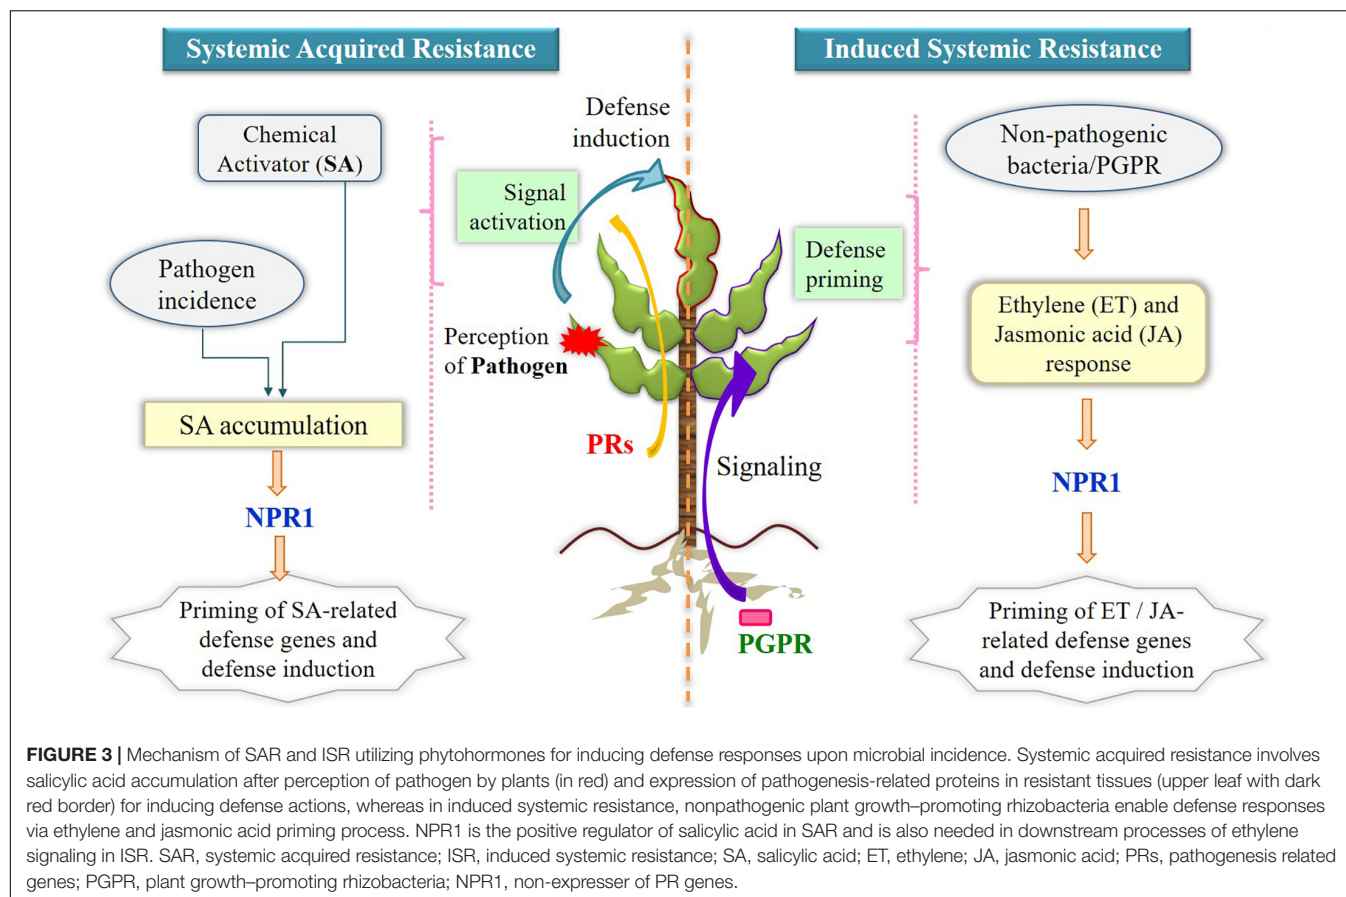 Systemic Acquired Resistance
Induced Systemic Resistance
Chemical
Activator (SA)
Pathogen
incidence
SA accumulation
NPR1
Priming of SA-related
defense genes and
defense induction
Defense
induction
Signal
activation
Perception
of Pathogen
PRs
Signaling
PGPR
Defense
priming
Non-pathogenic
bacteria/PGPR
Ethylene (ET) and
Jasmonic acid (JA)
response
NPR1
Priming of ET / JA-
related defense genes
and defense induction
FIGURE 3 | Mechanism of SAR and ISR utilizing phytohormones for inducing defense responses upon microbial incidence. Systemic acquired resistance involves
salicylic acid accumulation after perception of pathogen by plants (in red) and expression of pathogenesis-related proteins in resistant tissues (upper leaf with dark
red border) for inducing defense actions, whereas in induced systemic resistance, nonpathogenic plant growth–promoting rhizobacteria enable defense responses
via ethylene and jasmonic acid priming process. NPR1 is the positive regulator of salicylic acid in SAR and is also needed in downstream processes of ethylene
signaling in ISR. SAR, systemic acquired resistance; ISR, induced systemic resistance; SA, salicylic acid; ET, ethylene; JA, jasmonic acid; PRs, pathogenesis related
genes; PGPR, plant growth–promoting rhizobacteria; NPR1, non-expresser of PR genes.